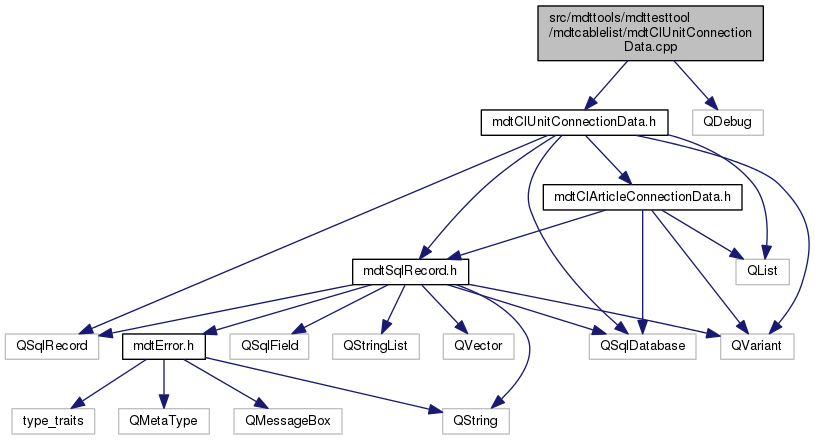 src/mdttools/mdttesttool
/mdtcablelist/mdtClUnitConnection
Data.cpp
mdtClUnitConnectionData.h
QDebug
mdtClArticleConnectionData.h
mdtSqlRecord.h
QList
QSqlRecord
mdtError.h
QSqlField
QStringList
QVector
QSqlDatabase
QVariant
type_traits
QMetaType
QMessageBox
QString